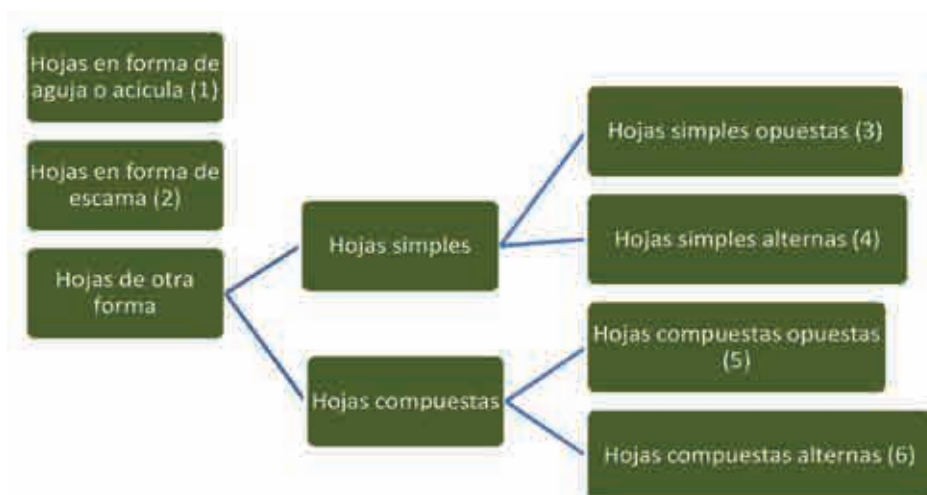 Hojas en forma de
aguja o acícula (1)
Hojas en forma de
escama (2)
Hojas de otra
forma
Hojas simples
Hojas compuestas
Hojas simples opuestas (3)
Hojas simples alternas (4)
Hojas compuestas opuestas
(5)
Hojas compuestas alternas (6)